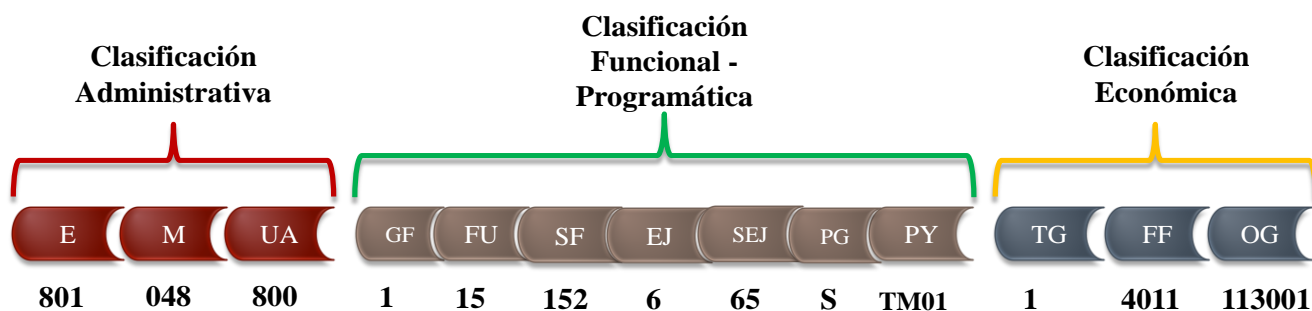 Clasificación
Administrativa
Clasificación
Funcional -
Programática
Clasificación
Económica
E M UA GF FU SF EJ SEJ PG PY TG FF OG
801 048 800 1 15 152 6 65 S TM01 1 4011 113001